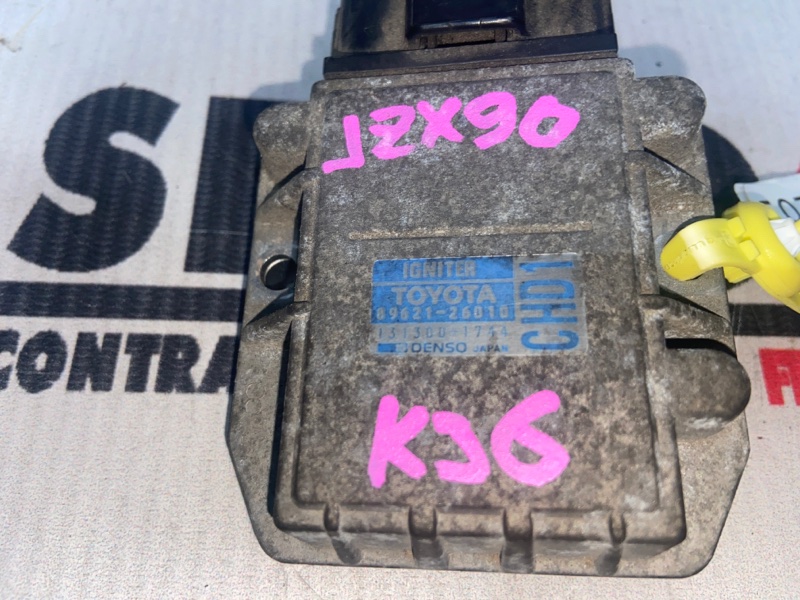 JZX90
IGNITER
TOYOTA
89621-26010
131300-1754
DENSO JAPAN
CHD1
KJ6
CONTRA